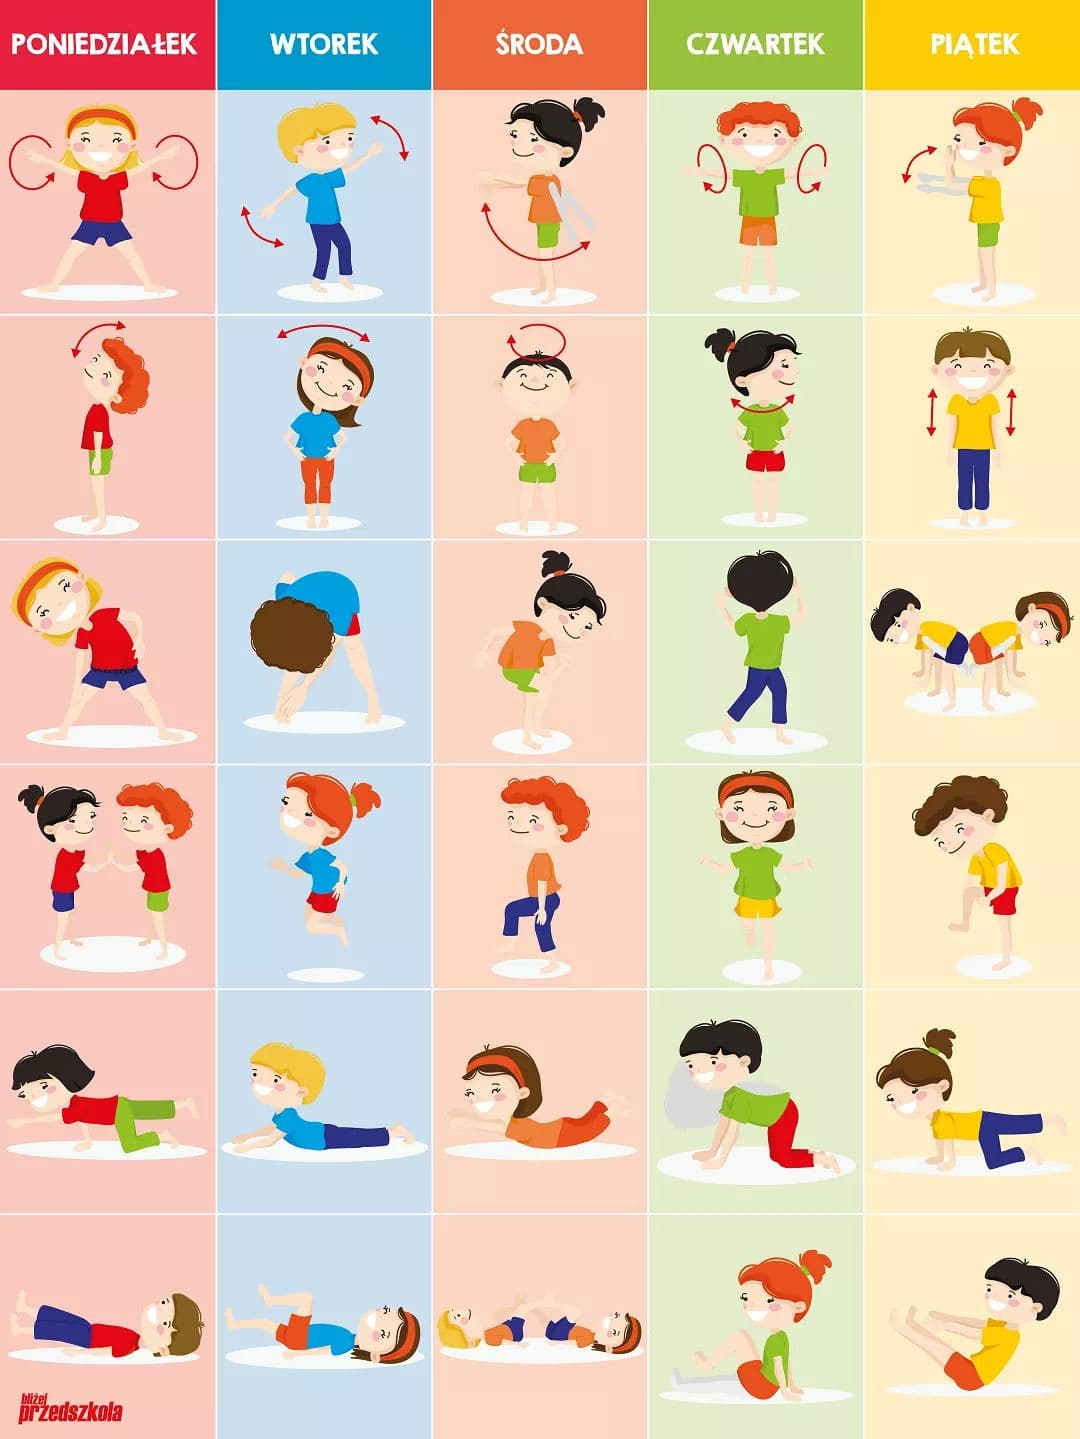 PONIEDZIAŁEK WTOREK ŚRODA CZWARTEK PIĄTEK
bliżej
przedszkola